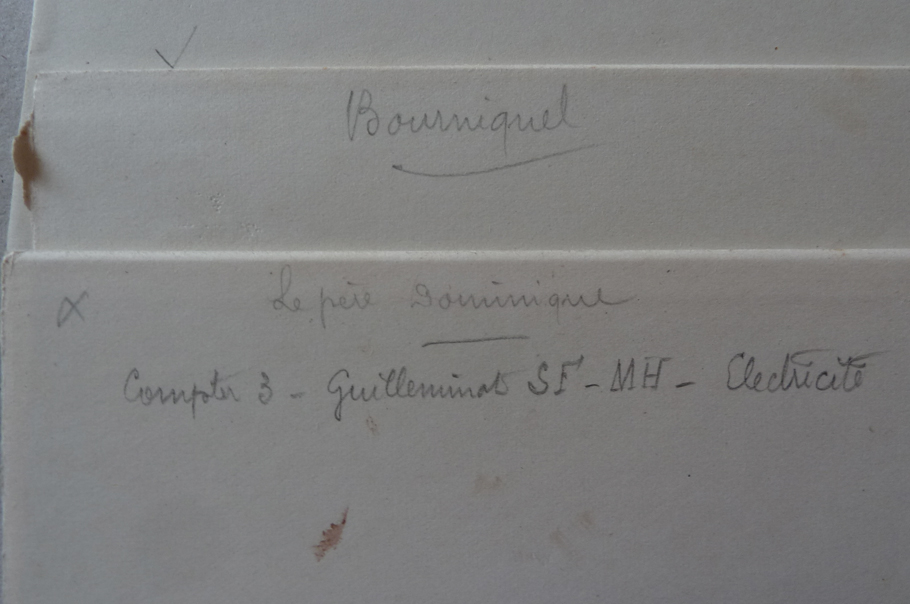 Bourniquel
Le père Dominique
Compter 3 - Guilleminot SF - MH - Electricité